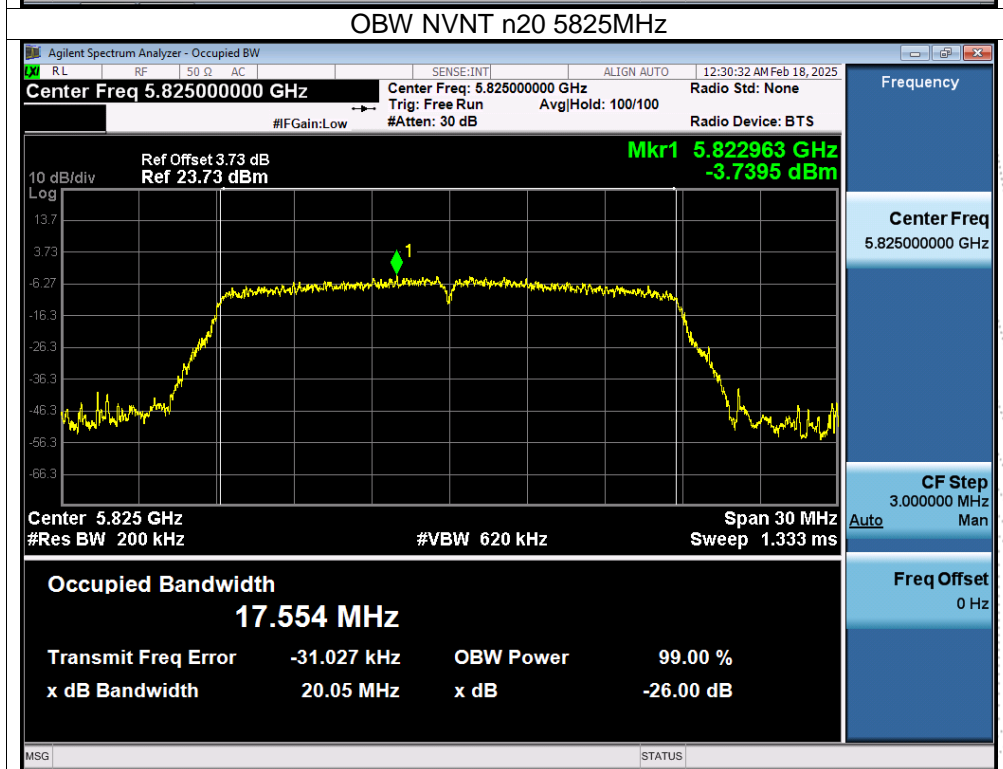 OBW NVNT n20 5825MHz
Agilent Spectrum Analyzer - Occupied BW
LXI RL RF 50 Ω AC SENSE:INT ALIGN AUTO 12:30:32 AM Feb 18, 2025
Center Freq 5.825000000 GHz
Center Freq: 5.825000000 GHz
Radio Std: None
Trig: Free Run Avg|Hold: 100/100
#IFGain:Low
#Atten: 30 dB
Radio Device: BTS
Frequency
Mkr1 5.822963 GHz
-3.7395 dBm
Ref Offset 3.73 dB
10 dB/div Ref 23.73 dBm
Log
13.7
3.73
-6.27
-16.3
-26.3
-36.3
-46.3
-56.3
-66.3
1
Center Freq
5.825000000 GHz
CF Step
3.000000 MHz
Auto Man
Freq Offset
0 Hz
Center 5.825 GHz Span 30 MHz
#Res BW 200 kHz #VBW 620 kHz Sweep 1.333 ms
Occupied Bandwidth
17.554 MHz
Transmit Freq Error -31.027 kHz OBW Power 99.00 %
x dB Bandwidth 20.05 MHz x dB -26.00 dB
MSG STATUS